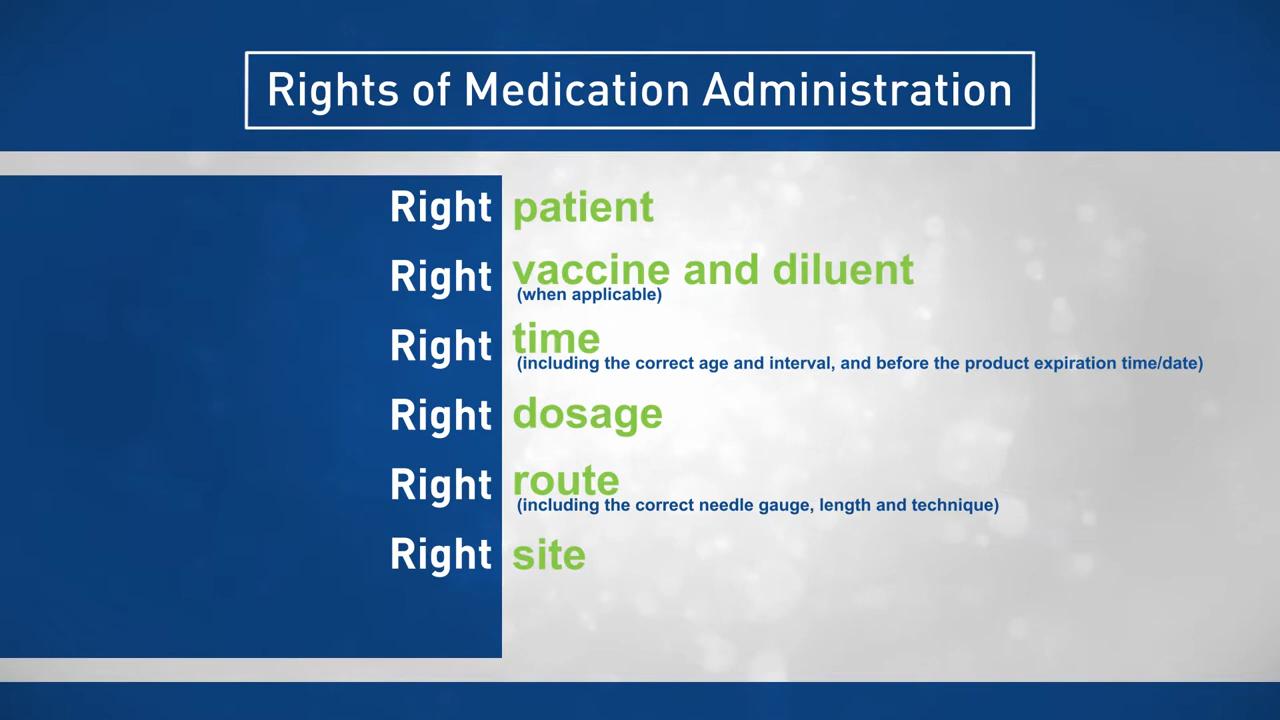 Rights of Medication Administration
Right patient
Right vaccine and diluent
(when applicable)
Right time
(including the correct age and interval, and before the product expiration time/date)
Right dosage
Right route
(including the correct needle gauge, length and technique)
Right site